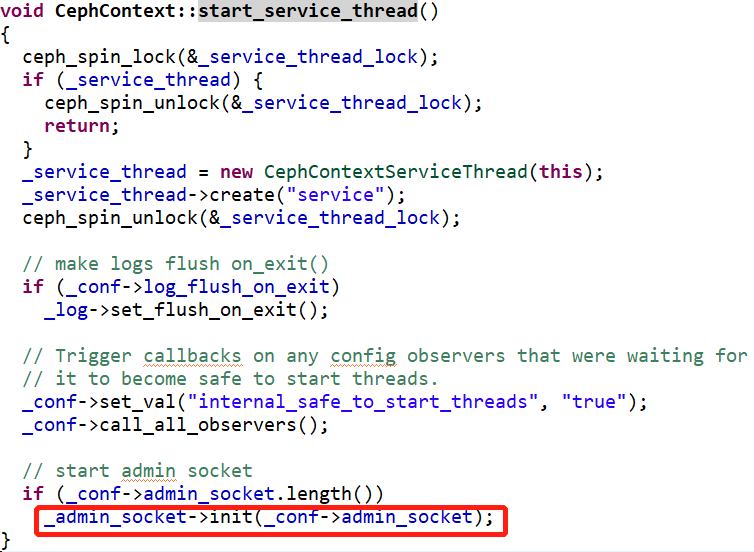 void CephContext::start_service_thread()
{
  ceph_spin_lock(&_service_thread_lock);
  if (_service_thread) {
    ceph_spin_unlock(&_service_thread_lock);
    return;
  }
  _service_thread = new CephContextServiceThread(this);
  _service_thread->create("service");
  ceph_spin_unlock(&_service_thread_lock);

  // make logs flush on_exit()
  if (_conf->log_flush_on_exit)
    _log->set_flush_on_exit();

  // Trigger callbacks on any config observers that were waiting for
  // it to become safe to start threads.
  _conf->set_val("internal_safe_to_start_threads", "true");
  _conf->call_all_observers();

  // start admin socket
  if (_conf->admin_socket.length())
    _admin_socket->init(_conf->admin_socket);
}